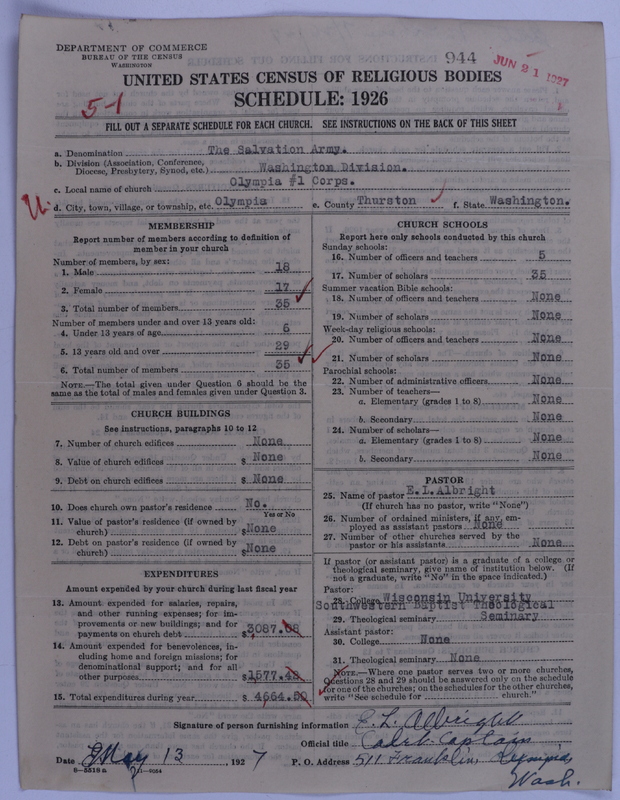 DEPARTMENT OF COMMERCE
BUREAU OF THE CENSUS
WASHINGTON
944
JUN 21 1927
UNITED STATES CENSUS OF RELIGIOUS BODIES
SCHEDULE: 1926
5-1
FILL OUT A SEPARATE SCHEDULE FOR EACH CHURCH. SEE INSTRUCTIONS ON THE BACK OF THIS SHEET
a. Denomination The Salvation Army.
b. Division (Association, Conference, Diocese, Presbytery, Synod, etc.) Washington Division.
c. Local name of church Olympia #1 Corps.
d. City, town, village, or township, etc. Olympia e. County Thurston f. State Washington.
MEMBERSHIP
Report number of members according to definition of
member in your church
Number of members, by sex:
1. Male 18
2. Female 17
3. Total number of members 35
Number of members under and over 13 years old:
4. Under 13 years of age 6
5. 13 years old and over 29
6. Total number of members 35
NOTE.—The total given under Question 6 should be the
same as the total of males and females given under Question 3.
CHURCH BUILDINGS
See instructions, paragraphs 10 to 12
7. Number of church edifices None
8. Value of church edifices $ None
9. Debt on church edifices $ None
10. Does church own pastor's residence No.
Yes or No
11. Value of pastor's residence (if owned by
church) $None
12. Debt on pastor's residence (if owned by
church) $None
EXPENDITURES
Amount expended by your church during last fiscal year
13. Amount expended for salaries, repairs,
and other running expenses; for im-
provements or new buildings; and for
payments on church debt $3087.08
14. Amount expended for benevolences, in-
cluding home and foreign missions; for
denominational support; and for all
other purposes $1577.42
15. Total expenditures during year $4664.50
CHURCH SCHOOLS
Report here only schools conducted by this church
Sunday schools:
16. Number of officers and teachers 5
17. Number of scholars 35
Summer vacation Bible schools:
18. Number of officers and teachers None
19. Number of scholars None
Week-day religious schools:
20. Number of officers and teachers None
21. Number of scholars None
Parochial schools:
22. Number of administrative officers None
23. Number of teachers—
a. Elementary (grades 1 to 8) None
b. Secondary None
24. Number of scholars—
a. Elementary (grades 1 to 8) None
b. Secondary None
PASTOR
25. Name of pastor E.L.Albright
(If church has no pastor, write "None")
26. Number of ordained ministers, if any, em-
ployed as assistant pastors None
27. Number of other churches served by the
pastor or his assistants None
If pastor (or assistant pastor) is a graduate of a college or
theological seminary, give name of institution below. (If
not a graduate, write "No" in the space indicated.)
Pastor:
28. College Wisconsin University
Southwestern Baptist Theological
29. Theological seminary Seminary
Assistant pastor:
30. College None
31. Theological seminary None
NOTE.—Where one pastor serves two or more churches,
Questions 28 and 29 should be answered only on the schedule
for one of the churches; on the schedules for the other churches,
write "See schedule for church."
Signature of person furnishing information E. L. Albright
Official title Cadet-Captain
Date May 13, 1927 P. O. Address 511 Franklin, Olympia,
Wash.
8—5518a 11—9064